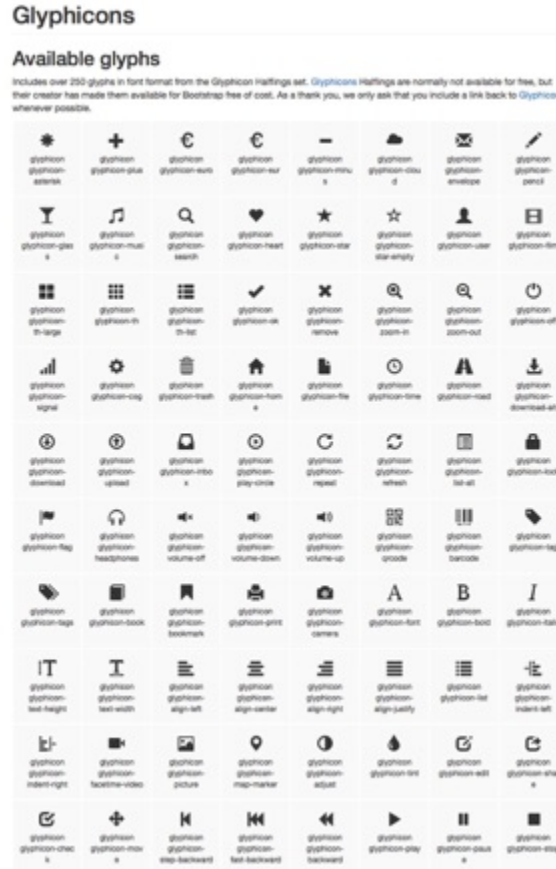 Glyphicons
Available glyphs
Includes over 250 glyphs in font format from the Glyphicon Halflings set. Glyphicons Halflings are normally not available for free, but
their creator has made them available for Bootstrap free of cost. As a thank you, we only ask that you include a link back to Glyphicon
whenever possible.
glyphicon glyphicon-asterisk
glyphicon glyphicon-plus
glyphicon glyphicon-euro
glyphicon glyphicon-eur
glyphicon glyphicon-minus
glyphicon glyphicon-cloud
glyphicon glyphicon-envelope
glyphicon glyphicon-pencil
glyphicon glyphicon-glass
glyphicon glyphicon-music
glyphicon glyphicon-search
glyphicon glyphicon-heart
glyphicon glyphicon-star
glyphicon glyphicon-star-empty
glyphicon glyphicon-user
glyphicon glyphicon-film
glyphicon glyphicon-th-large
glyphicon glyphicon-th
glyphicon glyphicon-th-list
glyphicon glyphicon-ok
glyphicon glyphicon-remove
glyphicon glyphicon-zoom-in
glyphicon glyphicon-zoom-out
glyphicon glyphicon-off
glyphicon glyphicon-signal
glyphicon glyphicon-cog
glyphicon glyphicon-trash
glyphicon glyphicon-home
glyphicon glyphicon-file
glyphicon glyphicon-time
glyphicon glyphicon-road
glyphicon glyphicon-download-alt
glyphicon glyphicon-download
glyphicon glyphicon-upload
glyphicon glyphicon-inbox
glyphicon glyphicon-play-circle
glyphicon glyphicon-repeat
glyphicon glyphicon-refresh
glyphicon glyphicon-list-alt
glyphicon glyphicon-lock
glyphicon glyphicon-flag
glyphicon glyphicon-headphones
glyphicon glyphicon-volume-off
glyphicon glyphicon-volume-down
glyphicon glyphicon-volume-up
glyphicon glyphicon-qrcode
glyphicon glyphicon-barcode
glyphicon glyphicon-tag
glyphicon glyphicon-tags
glyphicon glyphicon-book
glyphicon glyphicon-bookmark
glyphicon glyphicon-print
glyphicon glyphicon-camera
glyphicon glyphicon-font
glyphicon glyphicon-bold
glyphicon glyphicon-italic
glyphicon glyphicon-text-height
glyphicon glyphicon-text-width
glyphicon glyphicon-align-left
glyphicon glyphicon-align-center
glyphicon glyphicon-align-right
glyphicon glyphicon-align-justify
glyphicon glyphicon-list
glyphicon glyphicon-indent-left
glyphicon glyphicon-indent-right
glyphicon glyphicon-facetime-video
glyphicon glyphicon-picture
glyphicon glyphicon-map-marker
glyphicon glyphicon-adjust
glyphicon glyphicon-tint
glyphicon glyphicon-edit
glyphicon glyphicon-share
glyphicon glyphicon-check
glyphicon glyphicon-move
glyphicon glyphicon-step-backward
glyphicon glyphicon-fast-backward
glyphicon glyphicon-backward
glyphicon glyphicon-play
glyphicon glyphicon-pause
glyphicon glyphicon-stop